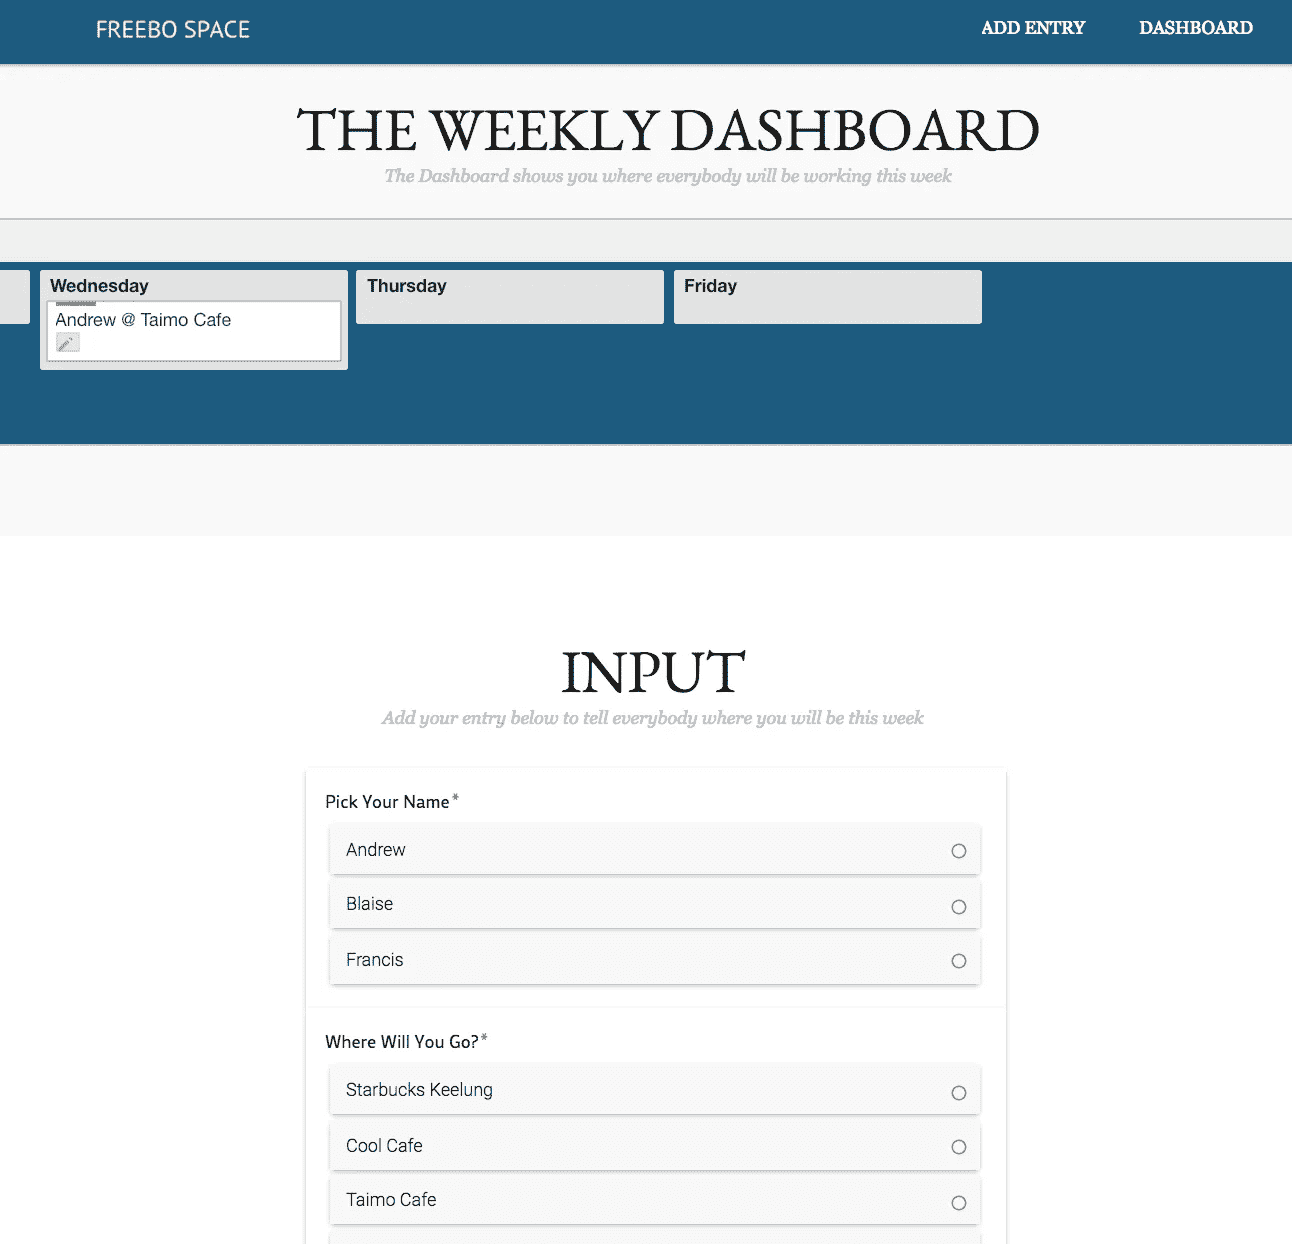 FREEBO SPACE ADD ENTRY DASHBOARD
THE WEEKLY DASHBOARD
The Dashboard shows you where everybody will be working this week
Wednesday Thursday Friday
Andrew @ Taimo Cafe
INPUT
Add your entry below to tell everybody where you will be this week
Pick Your Name*
Andrew
Blaise
Francis
Where Will You Go?*
Starbucks Keelung
Cool Cafe
Taimo Cafe